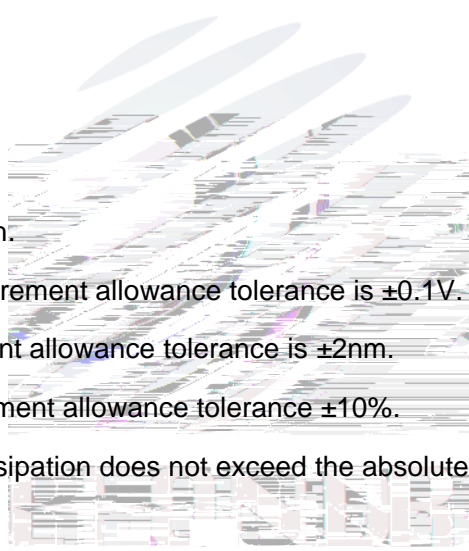 n.
rement allowance tolerance is ±0.1V.
nt allowance tolerance is ±2nm.
ment allowance tolerance ±10%.
sipation does not exceed the absolute